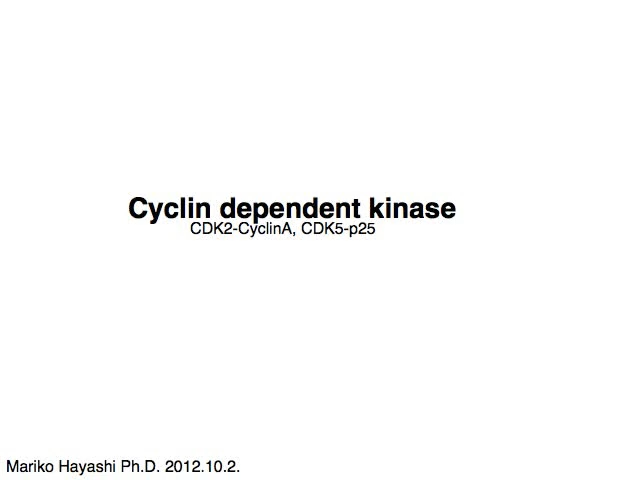 Cyclin dependent kinase
CDK2-CyclinA, CDK5-p25
Mariko Hayashi Ph.D. 2012.10.2.